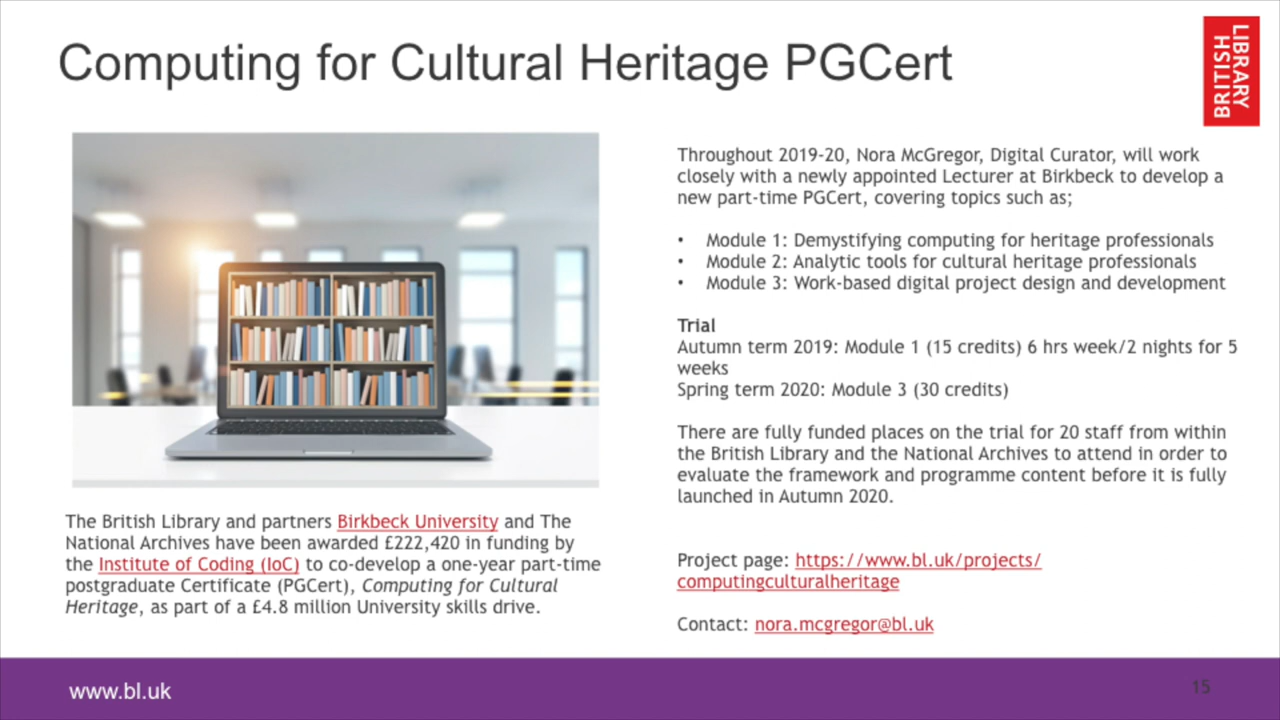 Computing for Cultural Heritage PGCert
LIBRARY
BRITISH
Throughout 2019-20, Nora McGregor, Digital Curator, will work
closely with a newly appointed Lecturer at Birkbeck to develop a
new part-time PGCert, covering topics such as;
• Module 1: Demystifying computing for heritage professionals
• Module 2: Analytic tools for cultural heritage professionals
• Module 3: Work-based digital project design and development
Trial
Autumn term 2019: Module 1 (15 credits) 6 hrs week/2 nights for 5
weeks
Spring term 2020: Module 3 (30 credits)
There are fully funded places on the trial for 20 staff from within
the British Library and the National Archives to attend in order to
evaluate the framework and programme content before it is fully
launched in Autumn 2020.
Project page: https://www.bl.uk/projects/
computingculturalheritage
Contact: nora.mcgregor@bl.uk
The British Library and partners Birkbeck University and The
National Archives have been awarded £222,420 in funding by
the Institute of Coding (IoC) to co-develop a one-year part-time
postgraduate Certificate (PGCert), Computing for Cultural
Heritage, as part of a £4.8 million University skills drive.
www.bl.uk
15